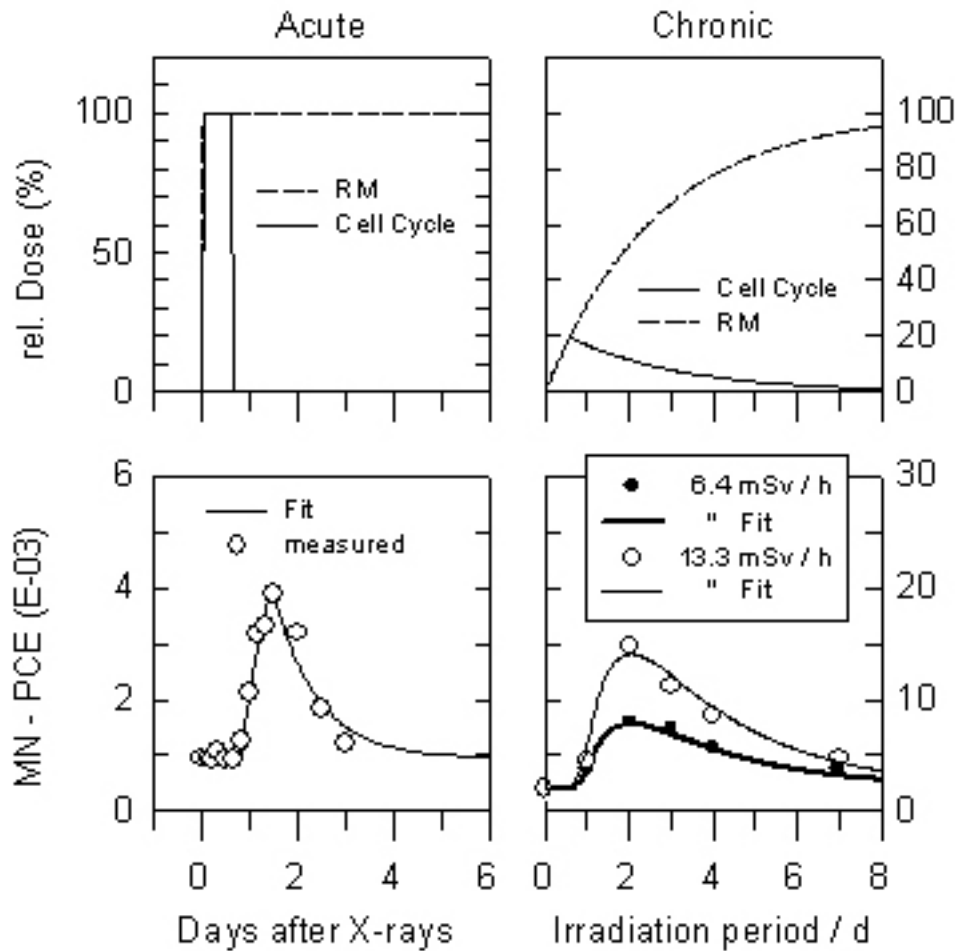 Acute
Chronic
rel. Dose (%)
100
50
0
RM
Cell Cycle
Cell Cycle
RM
100
80
60
40
20
0
MN - PCE (E-03)
6
4
2
0
Fit
measured
0 2 4 6
Days after X-rays
6.4 mSv / h
" Fit
13.3 mSv / h
" Fit
30
20
10
0
0 2 4 6 8
Irradiation period / d